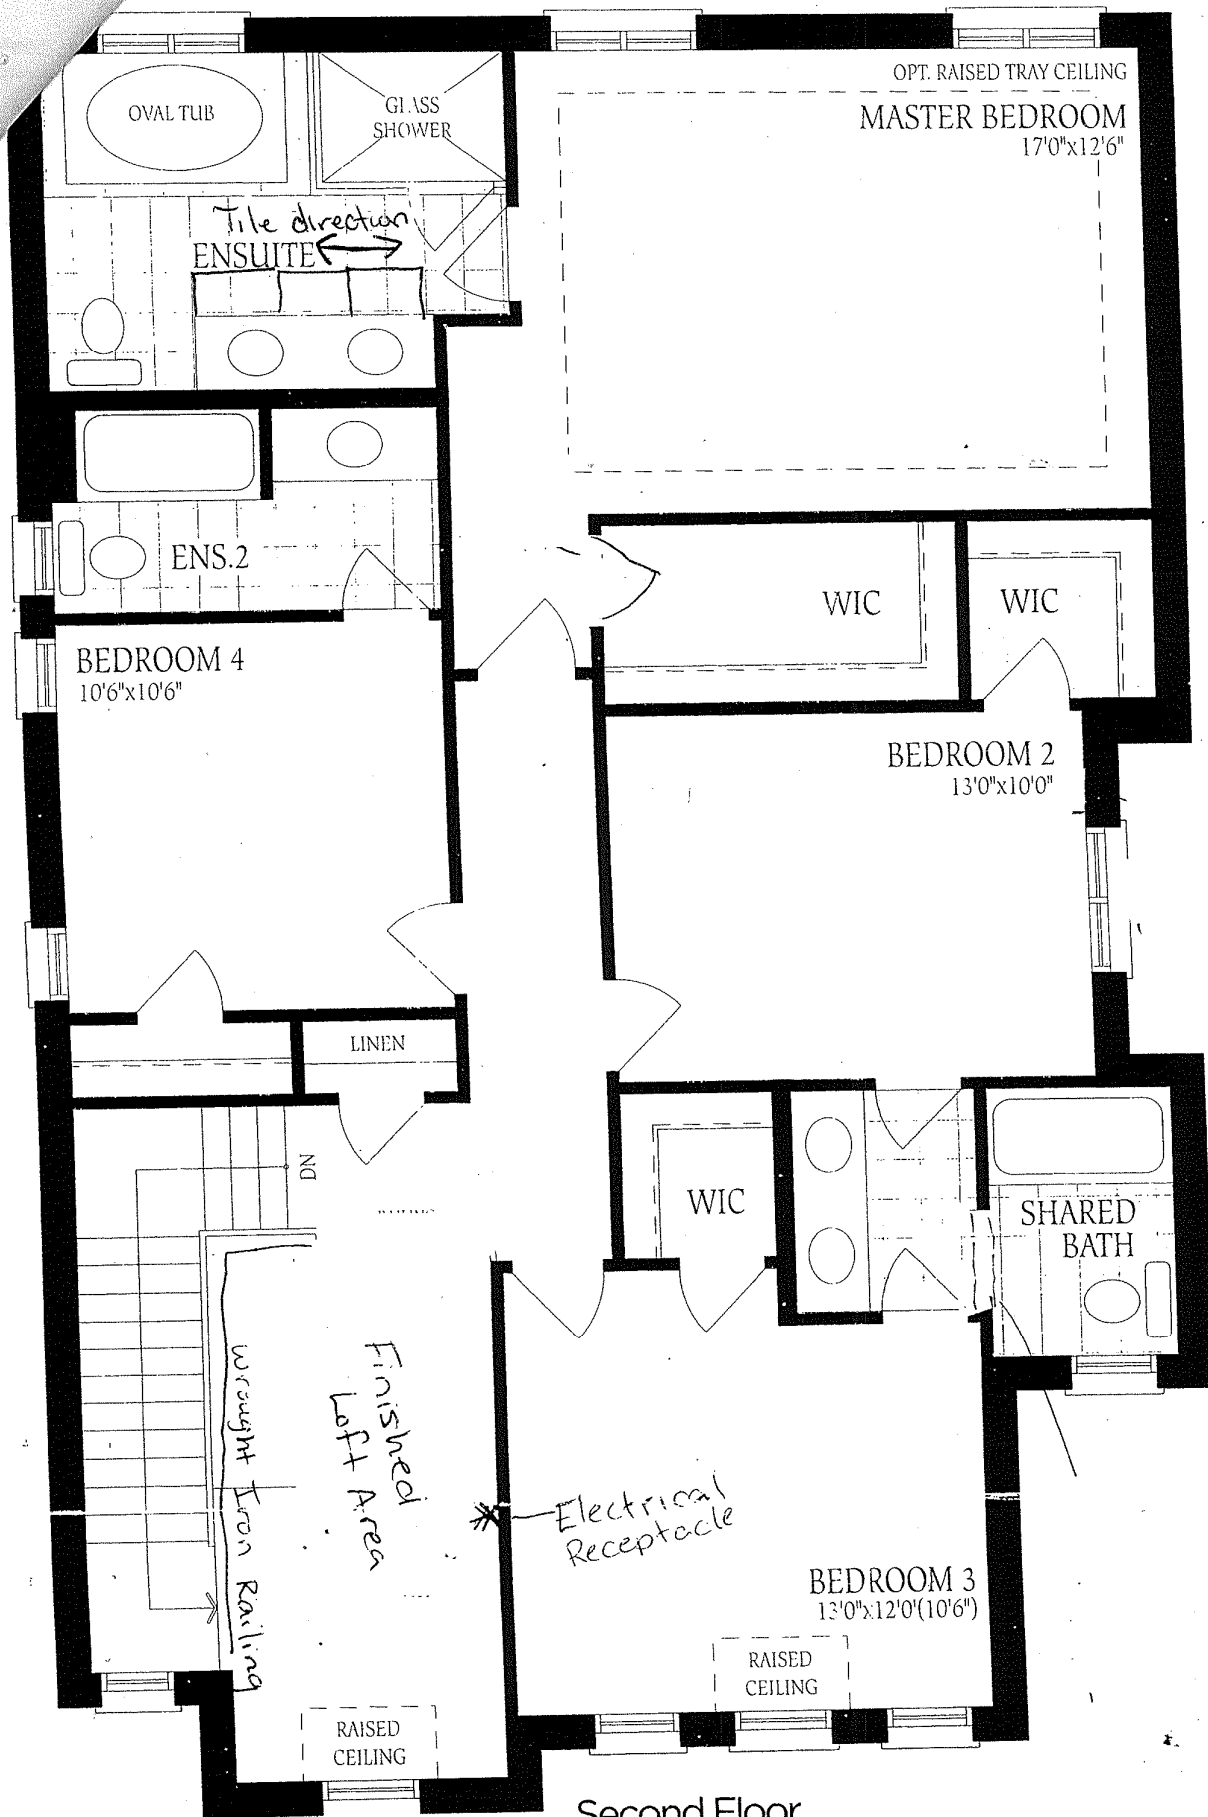 OPT. RAISED TRAY CEILING
MASTER BEDROOM
17'0"x12'6"
OVAL TUB
GLASS
SHOWER
Tile direction
ENSUITE
ENS.2
WIC
WIC
BEDROOM 4
10'6"x10'6"
BEDROOM 2
13'0"x10'0"
LINEN
DN
WIC
SHARED
BATH
Finished
Loft Area
Wrought Iron Railing
Electrical
Receptacle
BEDROOM 3
13'0"x12'0'(10'6")
RAISED
CEILING
RAISED
CEILING
Second Floor